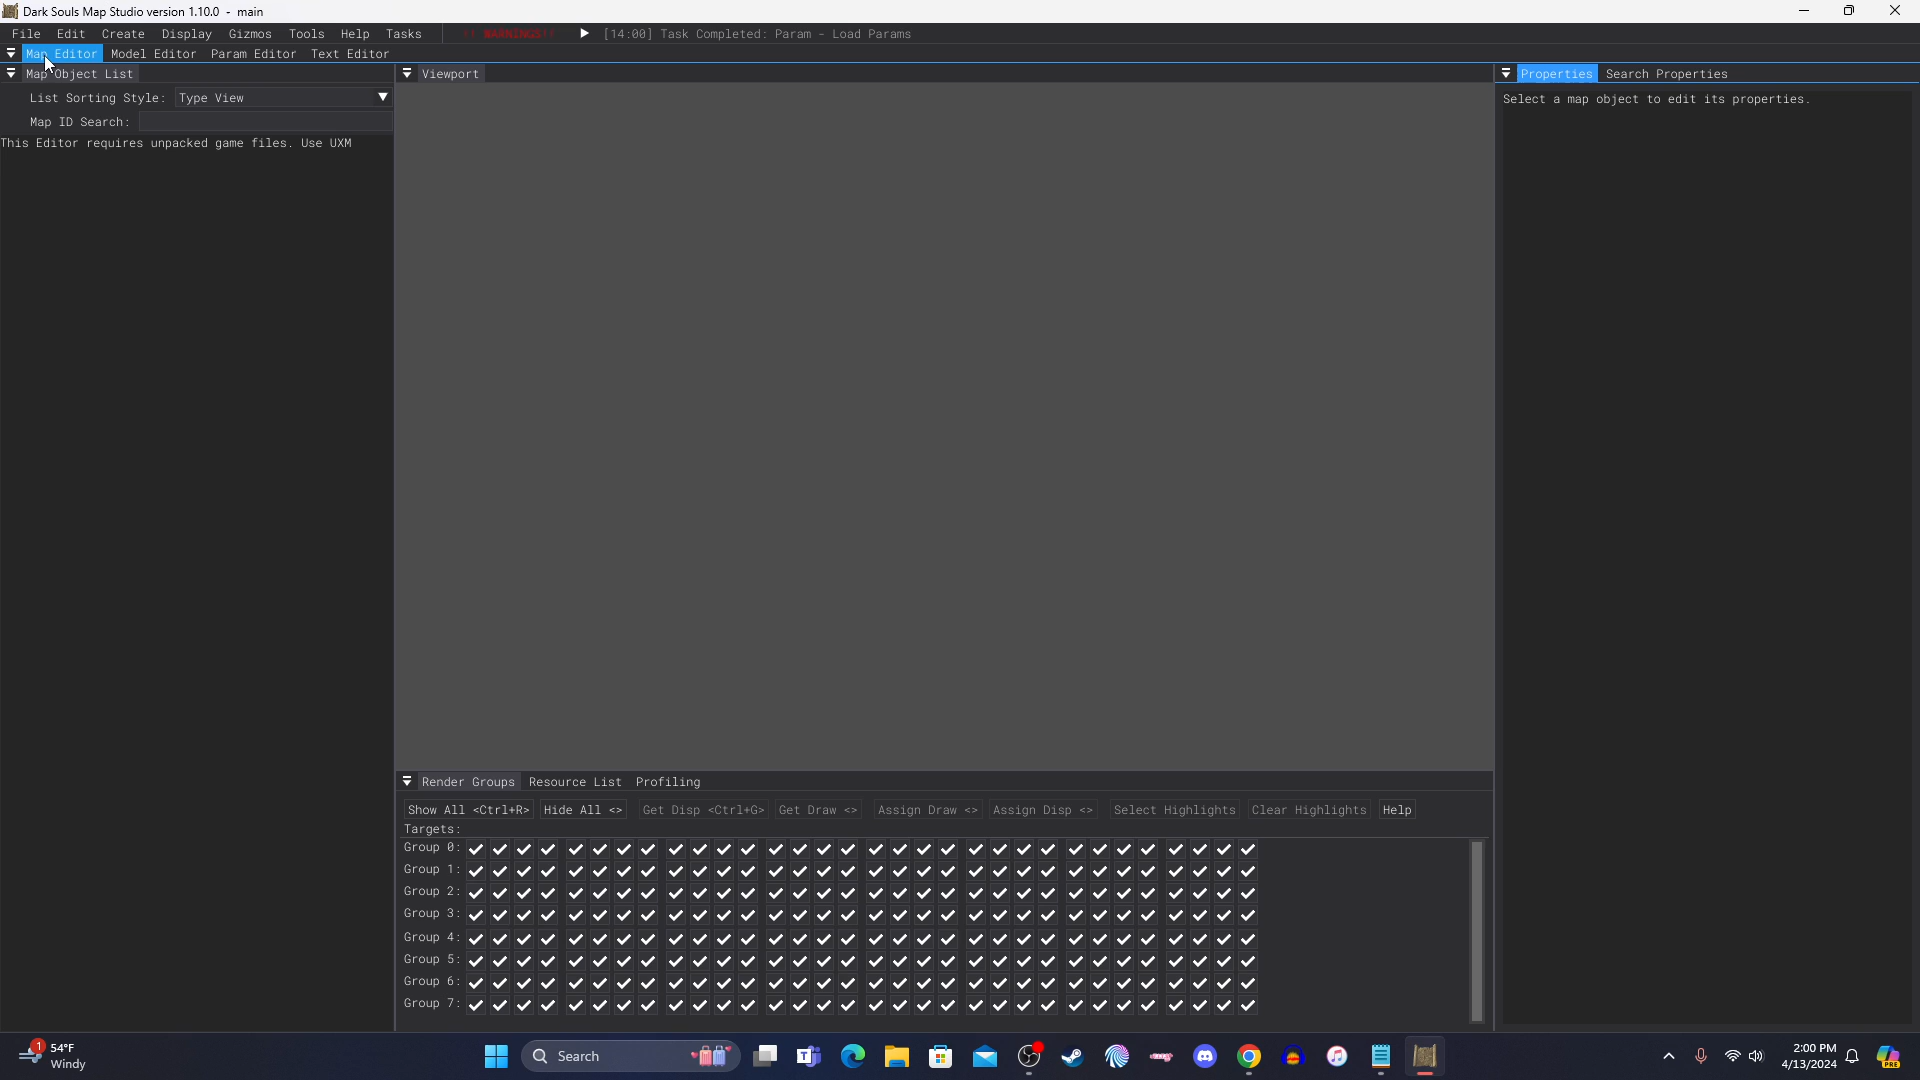 Dark Souls Map Studio version 1.10.0 - main
File Edit Create Display Gizmos Tools Help Tasks !! WARNINGS!! [14:00] Task Completed: Param - Load Params
Map Editor Model Editor Param Editor Text Editor
Map Object List
List Sorting Style: Type View
Map ID Search:
This Editor requires unpacked game files. Use UXM
Viewport
Properties Search Properties
Select a map object to edit its properties.
Render Groups Resource List Profiling
Show All <Ctrl+R> Hide All <> Get Disp <Ctrl+G> Get Draw <> Assign Draw <> Assign Disp <> Select Highlights Clear Highlights Help
Targets:
Group 0:
Group 1:
Group 2:
Group 3:
Group 4:
Group 5:
Group 6:
Group 7:
1
54°F
Windy
Search
2:00 PM
4/13/2024
PRE